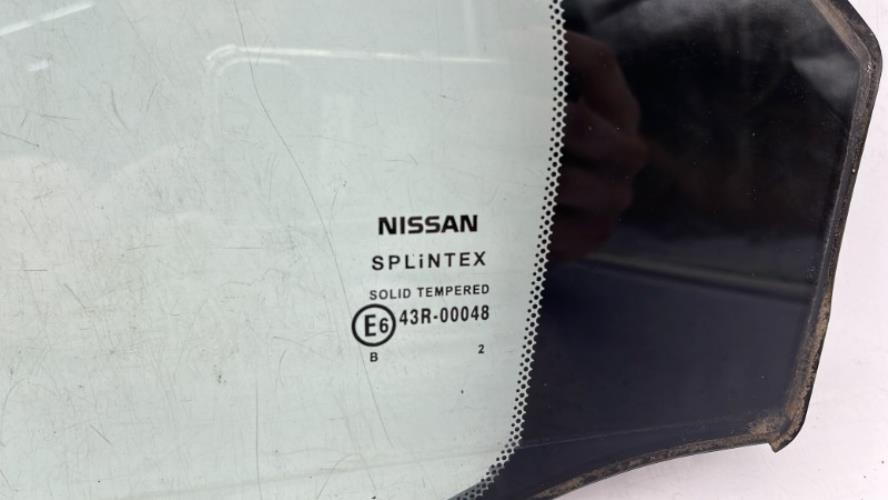 NISSAN
SPLiNTEX
SOLID TEMPERED
E6 43R-00048
B 2